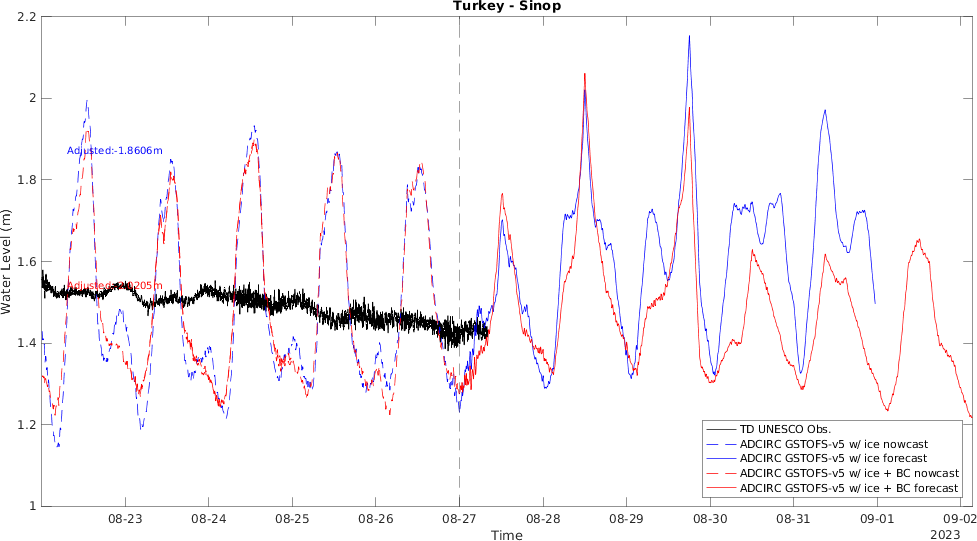 Turkey - Sinop
2.2
2
1.8
1.6
1.4
1.2
1
Water Level (m)
Adjusted:-1.8606m
08-23
08-24
08-25
08-26
08-27
08-28
08-29
08-30
08-31
09-01
09-02
2023
Time
TD UNESCO Obs.
ADCIRC GSTOFS-v5 w/ ice nowcast
ADCIRC GSTOFS-v5 w/ ice forecast
ADCIRC GSTOFS-v5 w/ ice + BC nowcast
ADCIRC GSTOFS-v5 w/ ice + BC forecast